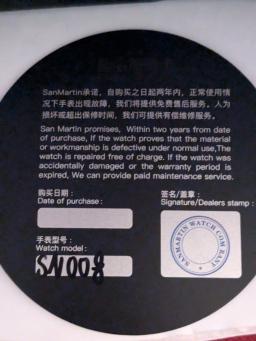 SanMartin承诺，自购买之日起两年内，正常使用情
况下手表出现故障，我们将提供免费售后服务。人为
损坏或超出保修时间，我们可提供有偿维修服务。
San Martin promises, Within two years from date
of purchase, If the watch proves that the material
or workmanship is defective under normal use,The
watch is repaired free of charge. If the watch was
accidentally damaged or the warranty period is
expired, We can provide paid maintenance service.
购买日期：
Date of purchase:
签名/盖章：
Signature/Dealers stamp :
手表型号：
Watch model:
SN008
SANMARTIN WATCH COM